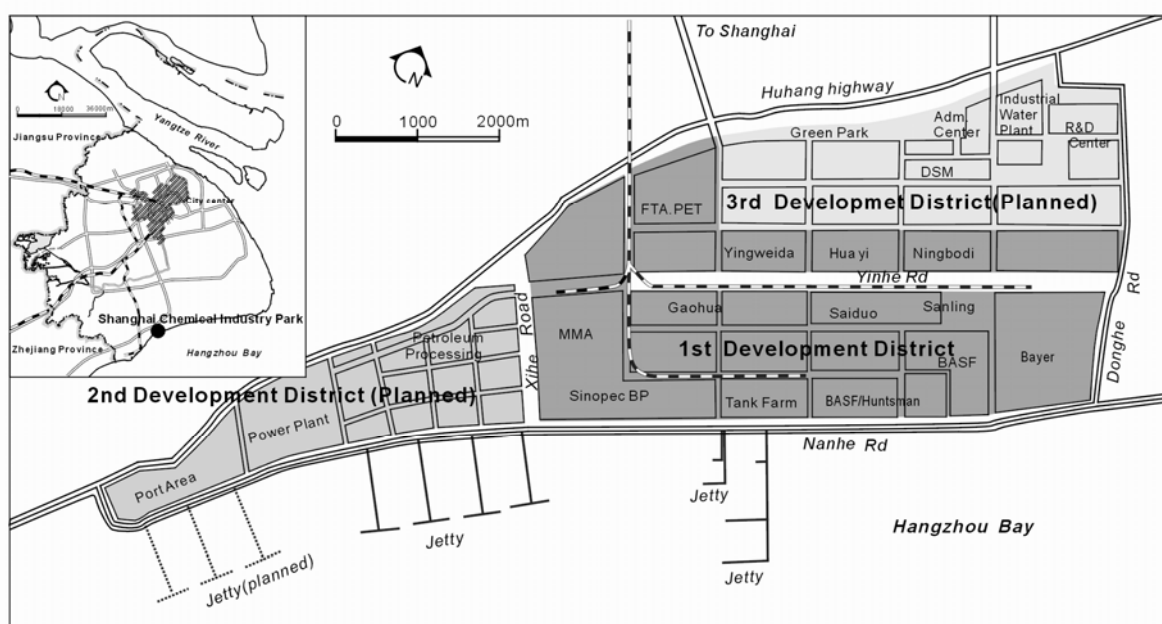 N
0 18000 36000m
Jiangsu Province
Yangtze River
City center
Shanghai Chemical Industry Park
Zhejiang Province
Hangzhou Bay
N
0 1000 2000m
To Shanghai
Huhang highway
Green Park
Adm.
Center
Industrial
Water
Plant
R&D
Center
DSM
FTA.PET
3rd Developmet District(Planned)
Yingweida
Hua yi
Ningbodi
Yinhe Rd
Gaohua
Saiduo
Sanling
MMA
1st Development District
BASF
Bayer
Donghe Rd
Xihe Road
Petroleum
Processing
2nd Development District (Planned)
Sinopec BP
Tank Farm
BASF/Huntsman
Power Plant
Nanhe Rd
Port Area
Jetty
Jetty
Jetty
Jetty(planned)
Hangzhou Bay